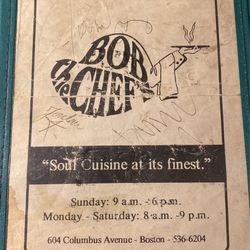 BOB
the CHEF'S
"Soul Cuisine at its finest."
Sunday: 9 a.m. -6 p.m.
Monday - Saturday: 8 a.m. -9 p.m.
604 Columbus Avenue - Boston - 536-6204